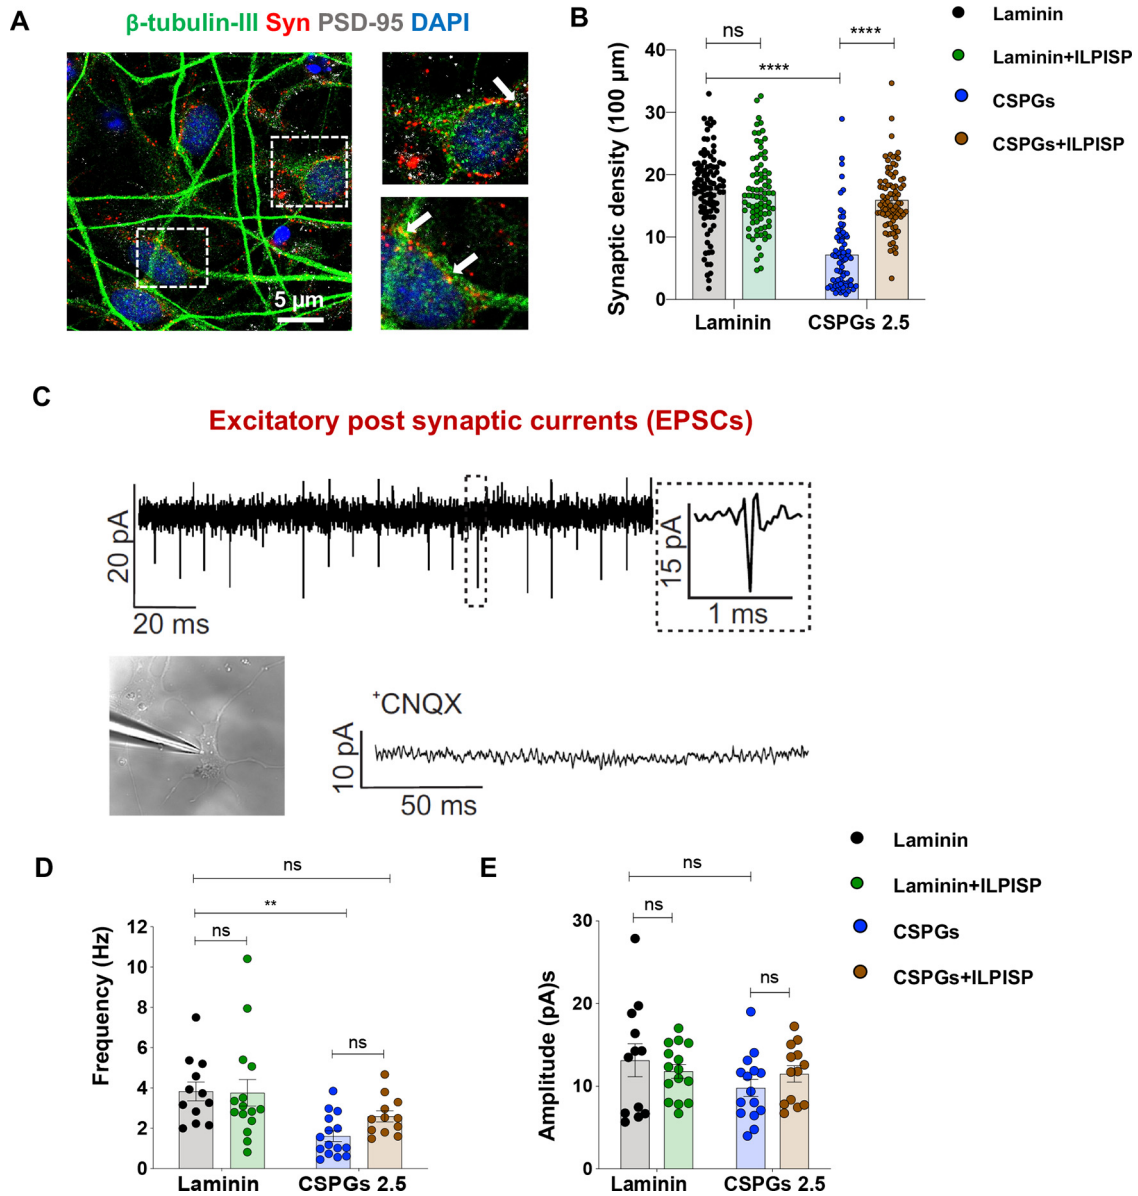 A
β-tubulin-III Syn PSD-95 DAPI
5 µm
B
Laminin
Laminin+ILPISP
CSPGs
CSPGs+ILPISP
ns
****
****
Synaptic density (100 µm)
40
30
20
10
0
Laminin
CSPGs 2.5
C
Excitatory post synaptic currents (EPSCs)
20 pA
20 ms
15 pA
1 ms
+CNQX
10 pA
50 ms
D
ns
**
ns
ns
Frequency (Hz)
12
10
8
6
4
2
0
Laminin
CSPGs 2.5
E
ns
ns
ns
Amplitude (pA)s
30
20
10
0
Laminin
CSPGs 2.5
Laminin
Laminin+ILPISP
CSPGs
CSPGs+ILPISP